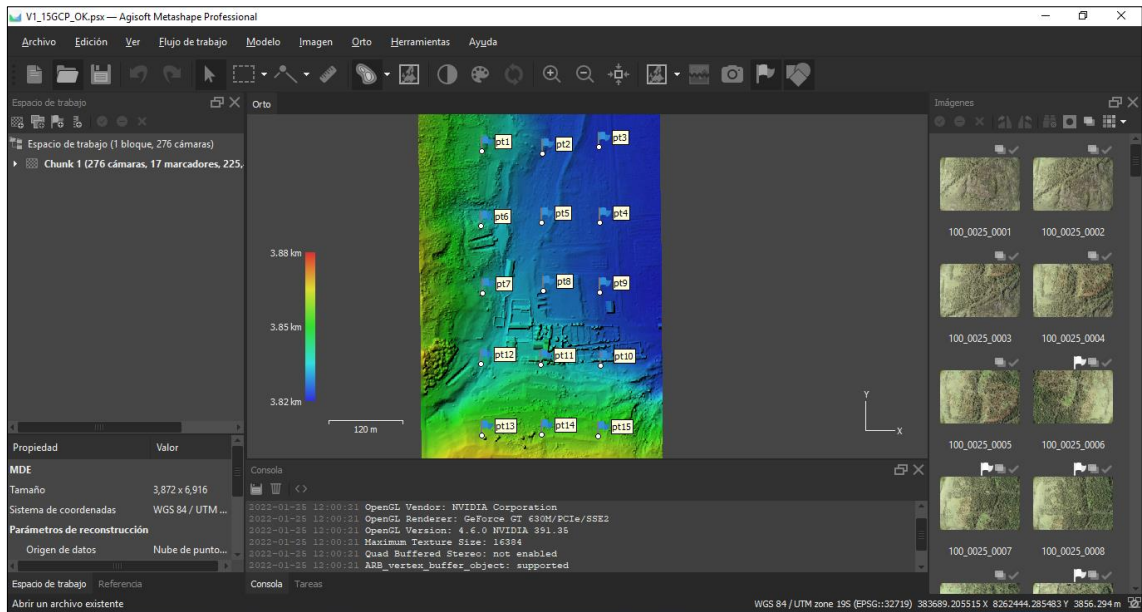 V1_15GCP_OK.psx — Agisoft Metashape Professional
Archivo Edición Ver Flujo de trabajo Modelo Imagen Orto Herramientas Ayuda
Espacio de trabajo
Espacio de trabajo (1 bloque, 276 cámaras)
Chunk 1 (276 cámaras, 17 marcadores, 225,
Propiedad Valor
MDE
Tamaño 3,872 x 6,916
Sistema de coordenadas WGS 84 / UTM ...
Parámetros de reconstrucción
Origen de datos Nube de punto...
Espacio de trabajo Referencia
Orto
pt1 pt2 pt3
pt6 pt5 pt4
3.88 km
pt7 pt8 pt9
3.85 km
pt12 pt11 pt10
3.82 km
Y
120 m
pt13 pt14 pt15
X
Consola
2022-01-25 12:00:21 OpenGL Vendor: NVIDIA Corporation
2022-01-25 12:00:21 OpenGL Renderer: GeForce GT 630M/PCIe/SSE2
2022-01-25 12:00:21 OpenGL Version: 4.6.0 NVIDIA 391.35
2022-01-25 12:00:21 Maximum Texture Size: 16384
2022-01-25 12:00:21 Quad Buffered Stereo: not enabled
2022-01-25 12:00:21 ARB_vertex_buffer_object: supported
Consola Tareas
Imágenes
100_0025_0001 100_0025_0002
100_0025_0003 100_0025_0004
100_0025_0005 100_0025_0006
100_0025_0007 100_0025_0008
Abrir un archivo existente
WGS 84 / UTM zone 19S (EPSG::32719) 383689.205515 X 8262444.285483 Y 3856.294 m